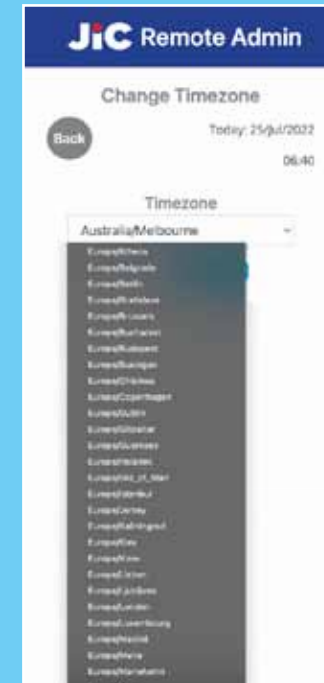 JiC Remote Admin
Change Timezone
Back
Today: 25/Jul/2022
06:40
Timezone
Australia/Melbourne
Europe/Athens
Europe/Belgrade
Europe/Berlin
Europe/Bratislava
Europe/Brussels
Europe/Bucharest
Europe/Budapest
Europe/Busingen
Europe/Chisinau
Europe/Copenhagen
Europe/Dublin
Europe/Gibraltar
Europe/Guernsey
Europe/Helsinki
Europe/Isle_of_Man
Europe/Istanbul
Europe/Jersey
Europe/Kaliningrad
Europe/Kiev
Europe/Kirov
Europe/Lisbon
Europe/Ljubljana
Europe/London
Europe/Luxembourg
Europe/Madrid
Europe/Malta
Europe/Mariehamn